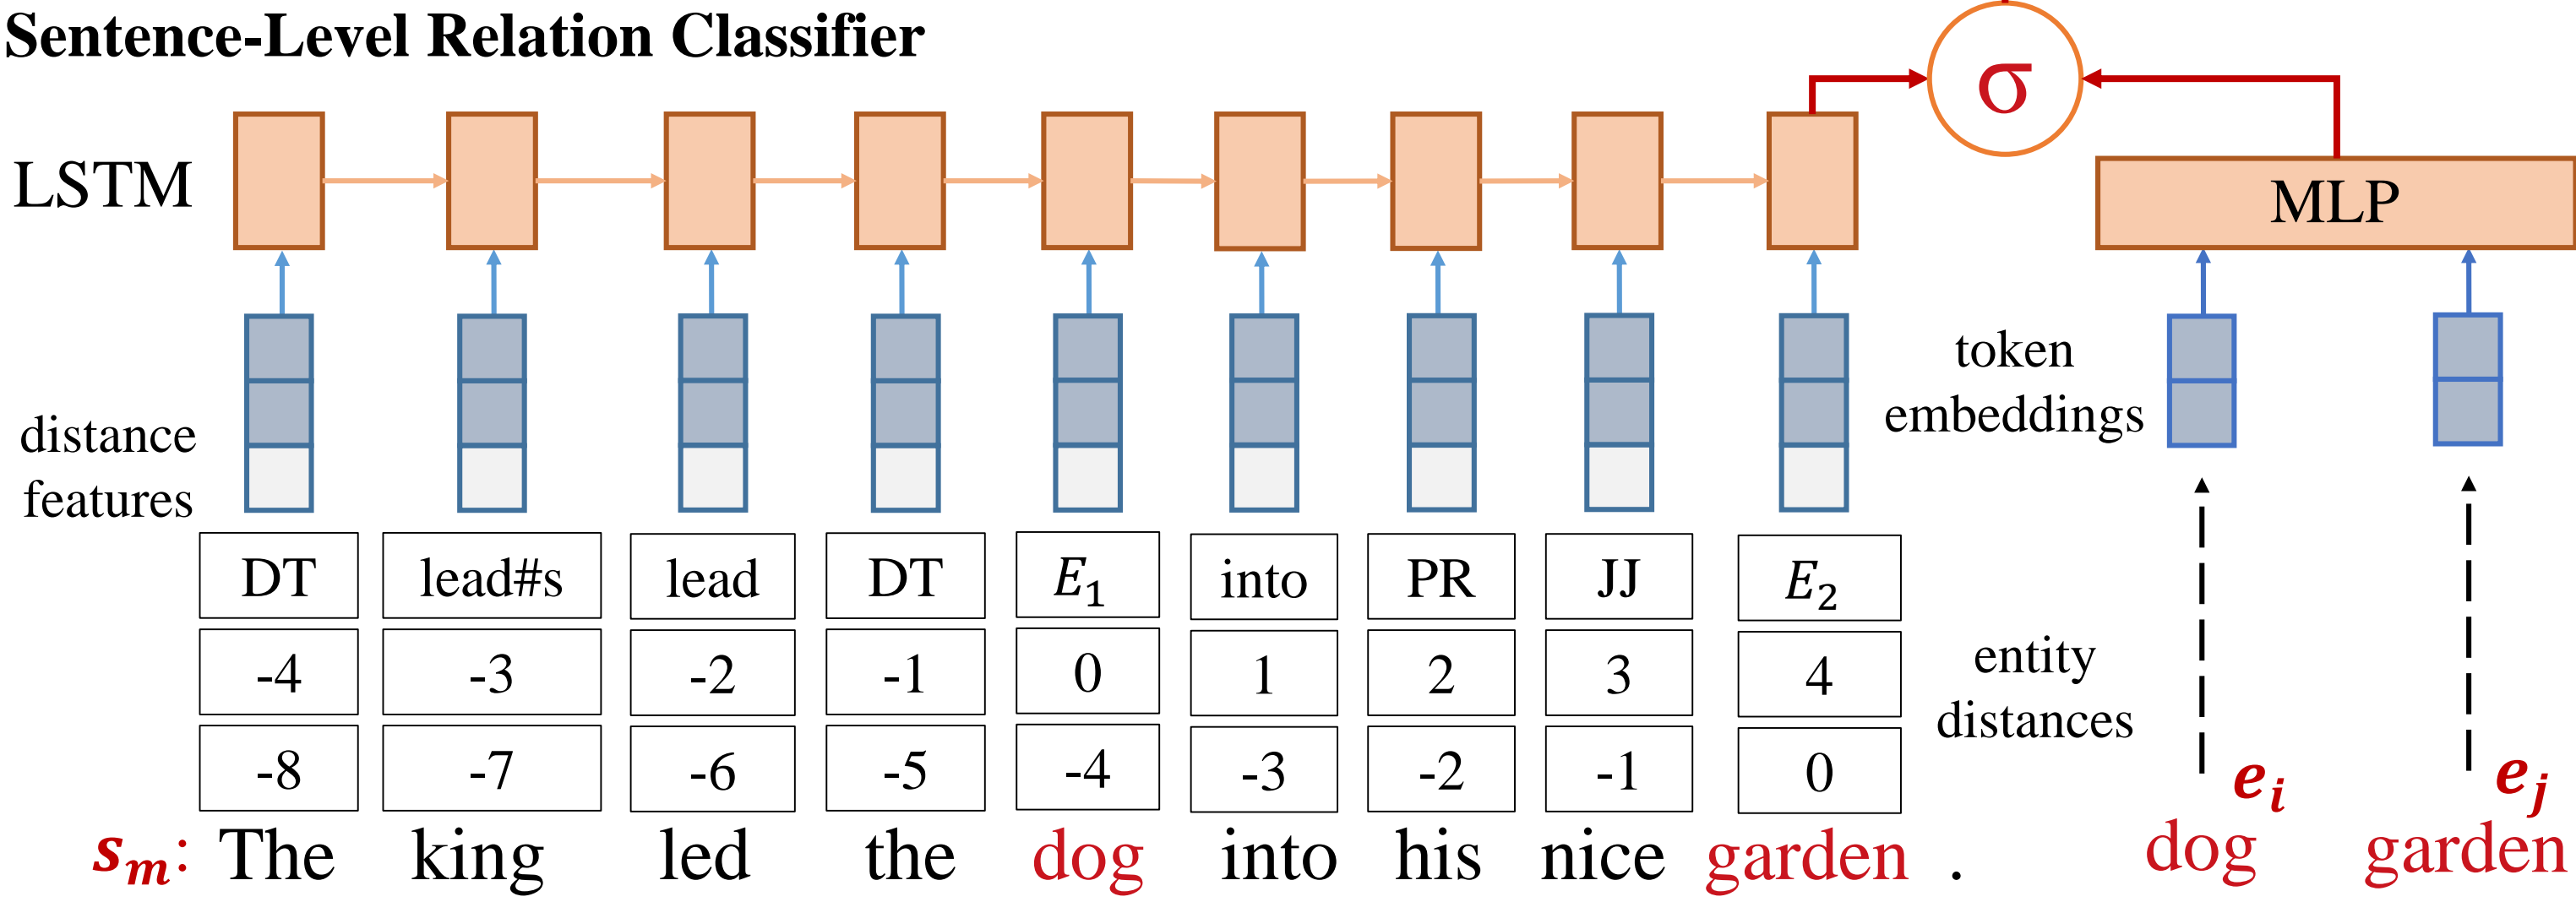 Sentence-Level Relation Classifier
σ
LSTM
MLP
distance
features
token
embeddings
DT lead#s lead DT E₁ into PR JJ E₂
-4 -3 -2 -1 0 1 2 3 4
-8 -7 -6 -5 -4 -3 -2 -1 0
entity
distances
eᵢ eⱼ
sₘ: The king led the dog into his nice garden . dog garden